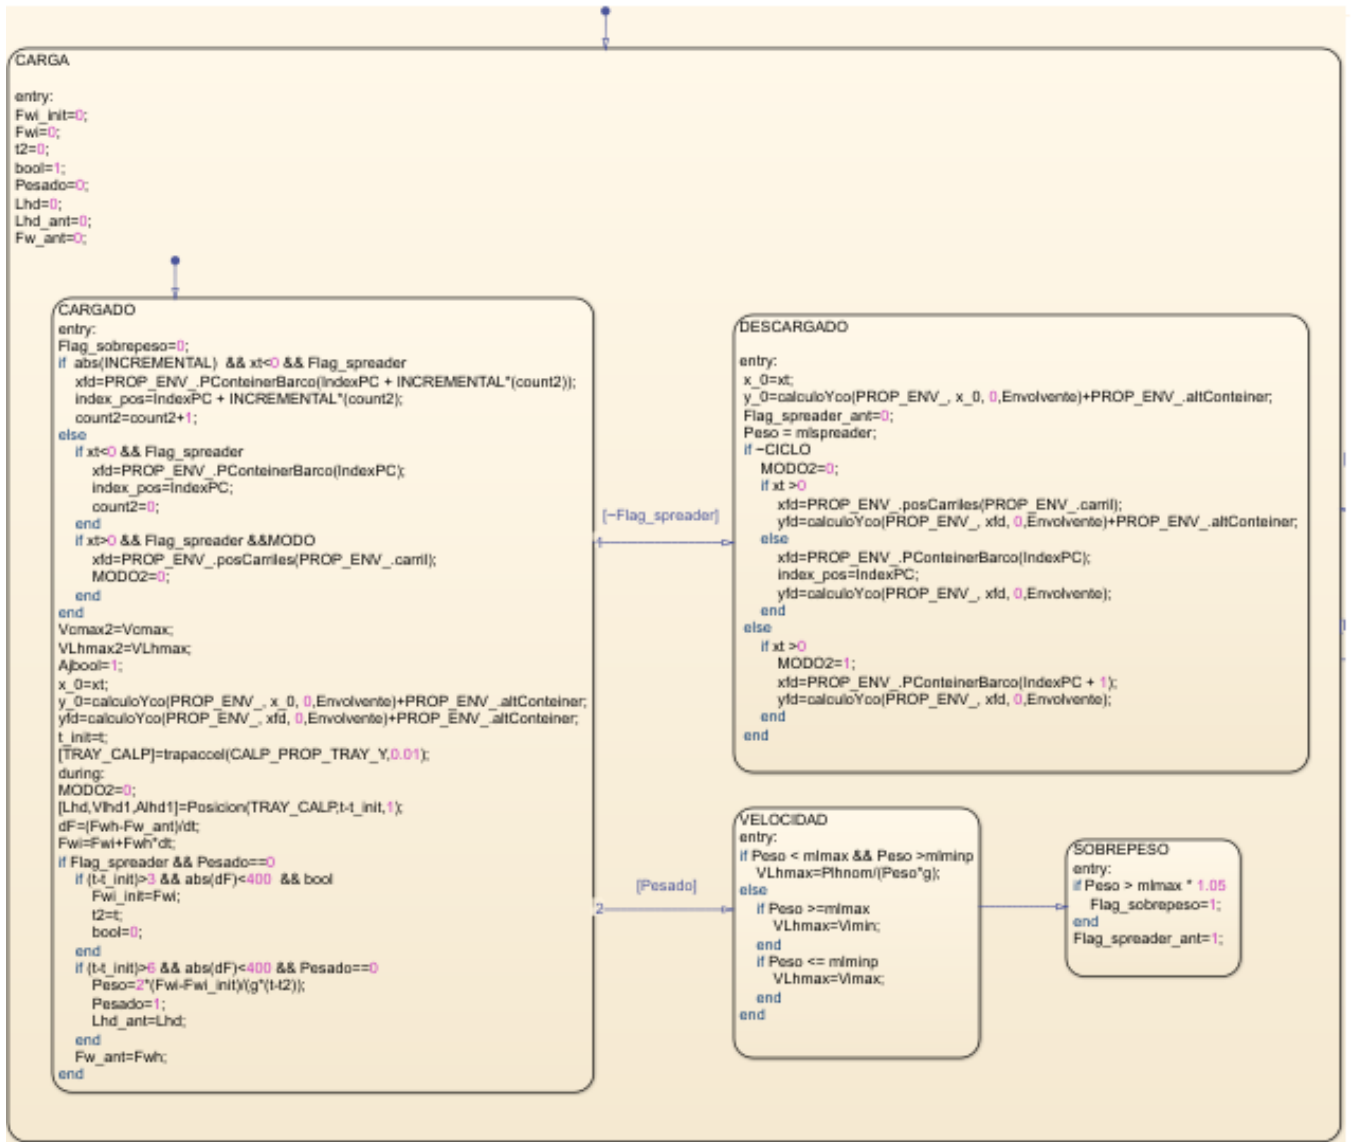 CARGA
entry:
Fwi_init=0;
Fwi=0;
t2=0;
bool=1;
Pesado=0;
Lhd=0;
Lhd_ant=0;
Fw_ant=0;
CARGADO
entry:
Flag_sobrepeso=0;
if abs(INCREMENTAL) && xt<0 && Flag_spreader
xfd=PROP_ENV_.PConteinerBarco(IndexPC + INCREMENTAL*(count2));
index_pos=IndexPC + INCREMENTAL*(count2);
count2=count2+1;
else
if xt<0 && Flag_spreader
xfd=PROP_ENV_.PConteinerBarco(IndexPC);
index_pos=IndexPC;
count2=0;
end
if xt>0 && Flag_spreader &&MODO
xfd=PROP_ENV_.posCarriles(PROP_ENV_.carril);
MODO2=0;
end
end
Vcmax2=Vcmax;
VLhmax2=VLhmax;
Ajbool=1;
x_0=xt;
y_0=calculoYco(PROP_ENV_, x_0, 0,Envolvente)+PROP_ENV_.altConteiner;
yfd=calculoYco(PROP_ENV_, xfd, 0,Envolvente)+PROP_ENV_.altConteiner;
t_init=t;
[TRAY_CALP]=trapaccel(CALP_PROP_TRAY_Y,0.01);
during:
MODO2=0;
[Lhd,Vlhd1,Alhd1]=Posicion(TRAY_CALP,t-t_init,1);
dF=(Fwh-Fw_ant)/dt;
Fwi=Fwi+Fwh*dt;
if Flag_spreader && Pesado==0
if (t-t_init)>3 && abs(dF)<400 && bool
Fwi_init=Fwi;
t2=t;
bool=0;
end
if (t-t_init)>6 && abs(dF)<400 && Pesado==0
Peso=2*(Fwi-Fwi_init)/(g*(t-t2));
Pesado=1;
Lhd_ant=Lhd;
end
Fw_ant=Fwh;
end
[~Flag_spreader]
1
[Pesado]
2
DESCARGADO
entry:
x_0=xt;
y_0=calculoYco(PROP_ENV_, x_0, 0,Envolvente)+PROP_ENV_.altConteiner;
Flag_spreader_ant=0;
Peso = mlspreader;
if ~CICLO
MODO2=0;
if xt >0
xfd=PROP_ENV_.posCarriles(PROP_ENV_.carril);
yfd=calculoYco(PROP_ENV_, xfd, 0,Envolvente)+PROP_ENV_.altConteiner;
else
xfd=PROP_ENV_.PConteinerBarco(IndexPC);
index_pos=IndexPC;
yfd=calculoYco(PROP_ENV_, xfd, 0,Envolvente);
end
else
if xt >0
MODO2=1;
xfd=PROP_ENV_.PConteinerBarco(IndexPC + 1);
yfd=calculoYco(PROP_ENV_, xfd, 0,Envolvente);
end
end
VELOCIDAD
entry:
if Peso < mlmax && Peso >mlminp
VLhmax=Plhnom/(Peso*g);
else
if Peso >=mlmax
VLhmax=Vlmin;
end
if Peso <= mlminp
VLhmax=Vlmax;
end
end
SOBREPESO
entry:
if Peso > mlmax * 1.05
Flag_sobrepeso=1;
end
Flag_spreader_ant=1;